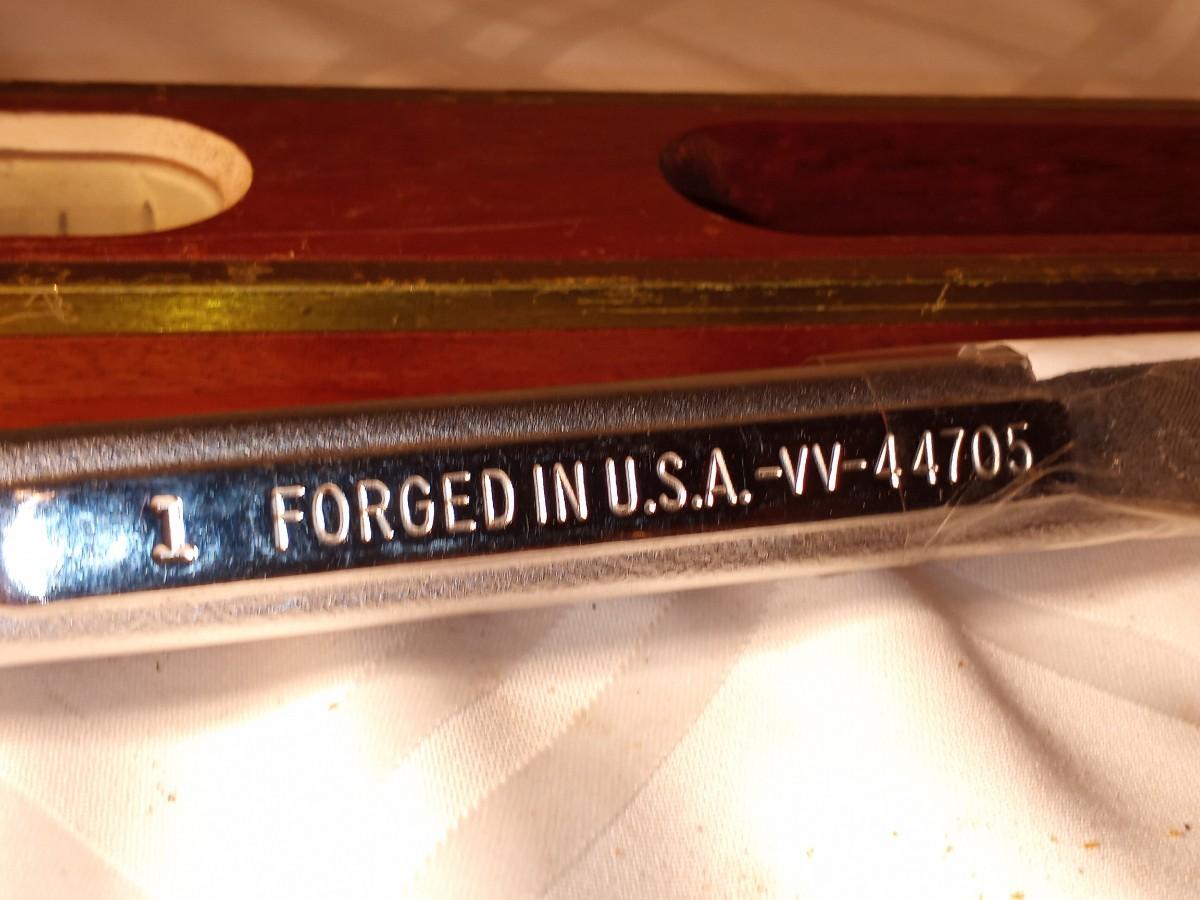 1 FORGED IN U.S.A.-VV-44705